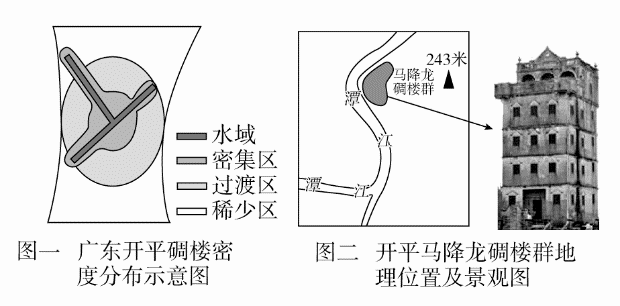 水域
密集区
过渡区
稀少区
图一 广东开平碉楼密
度分布示意图
243米
马降龙
碉楼群
潭
江
潭
江
图二 开平马降龙碉楼群地
理位置及景观图